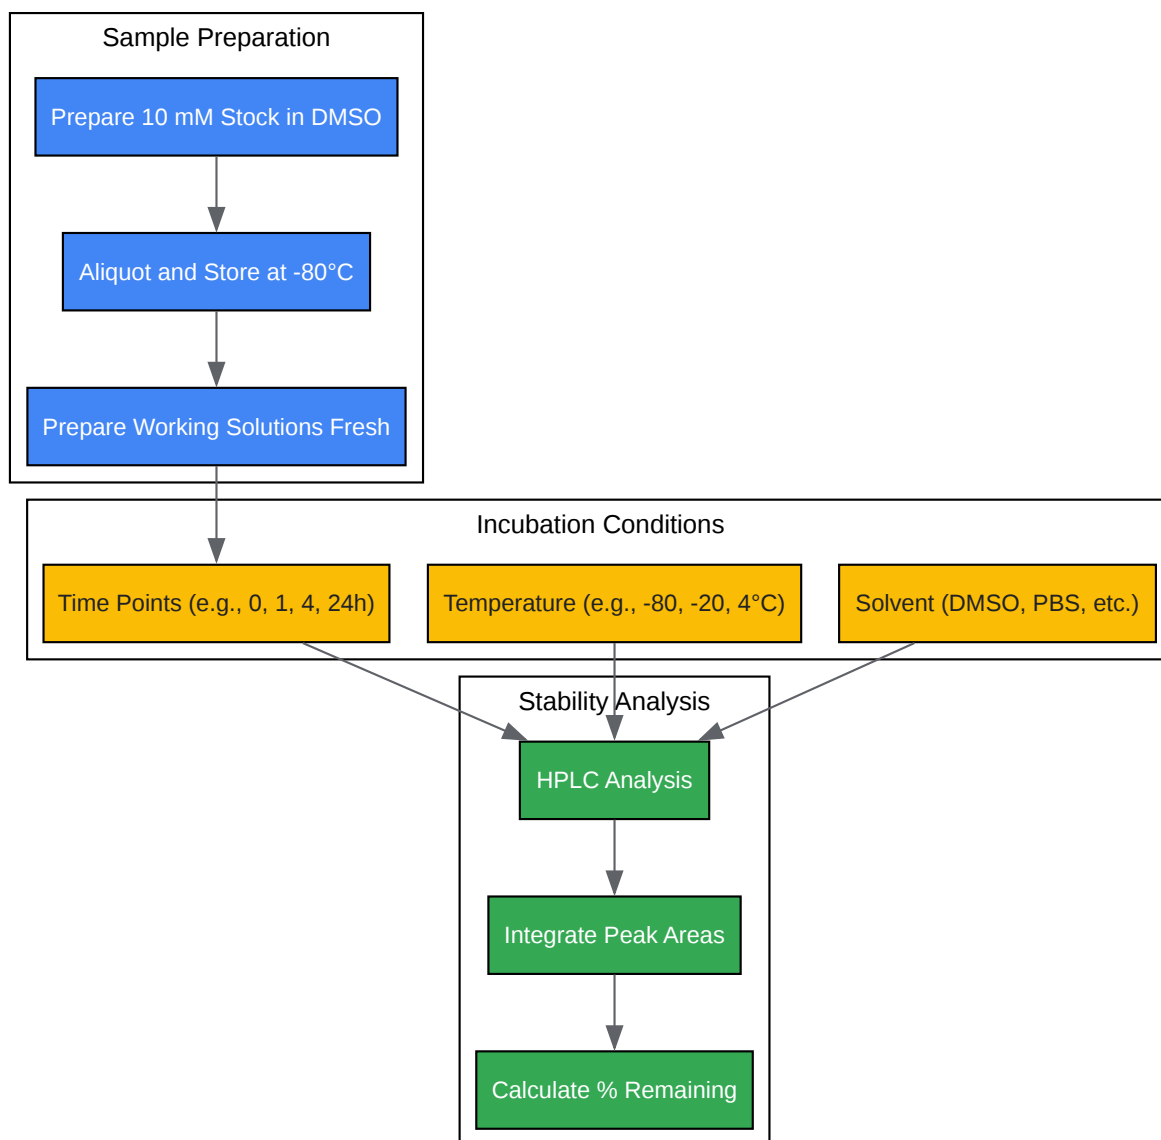 Sample Preparation
Prepare 10 mM Stock in DMSO
Aliquot and Store at -80°C
Prepare Working Solutions Fresh
Incubation Conditions
Time Points (e.g., 0, 1, 4, 24h)
Temperature (e.g., -80, -20, 4°C)
Solvent (DMSO, PBS, etc.)
Stability Analysis
HPLC Analysis
Integrate Peak Areas
Calculate % Remaining